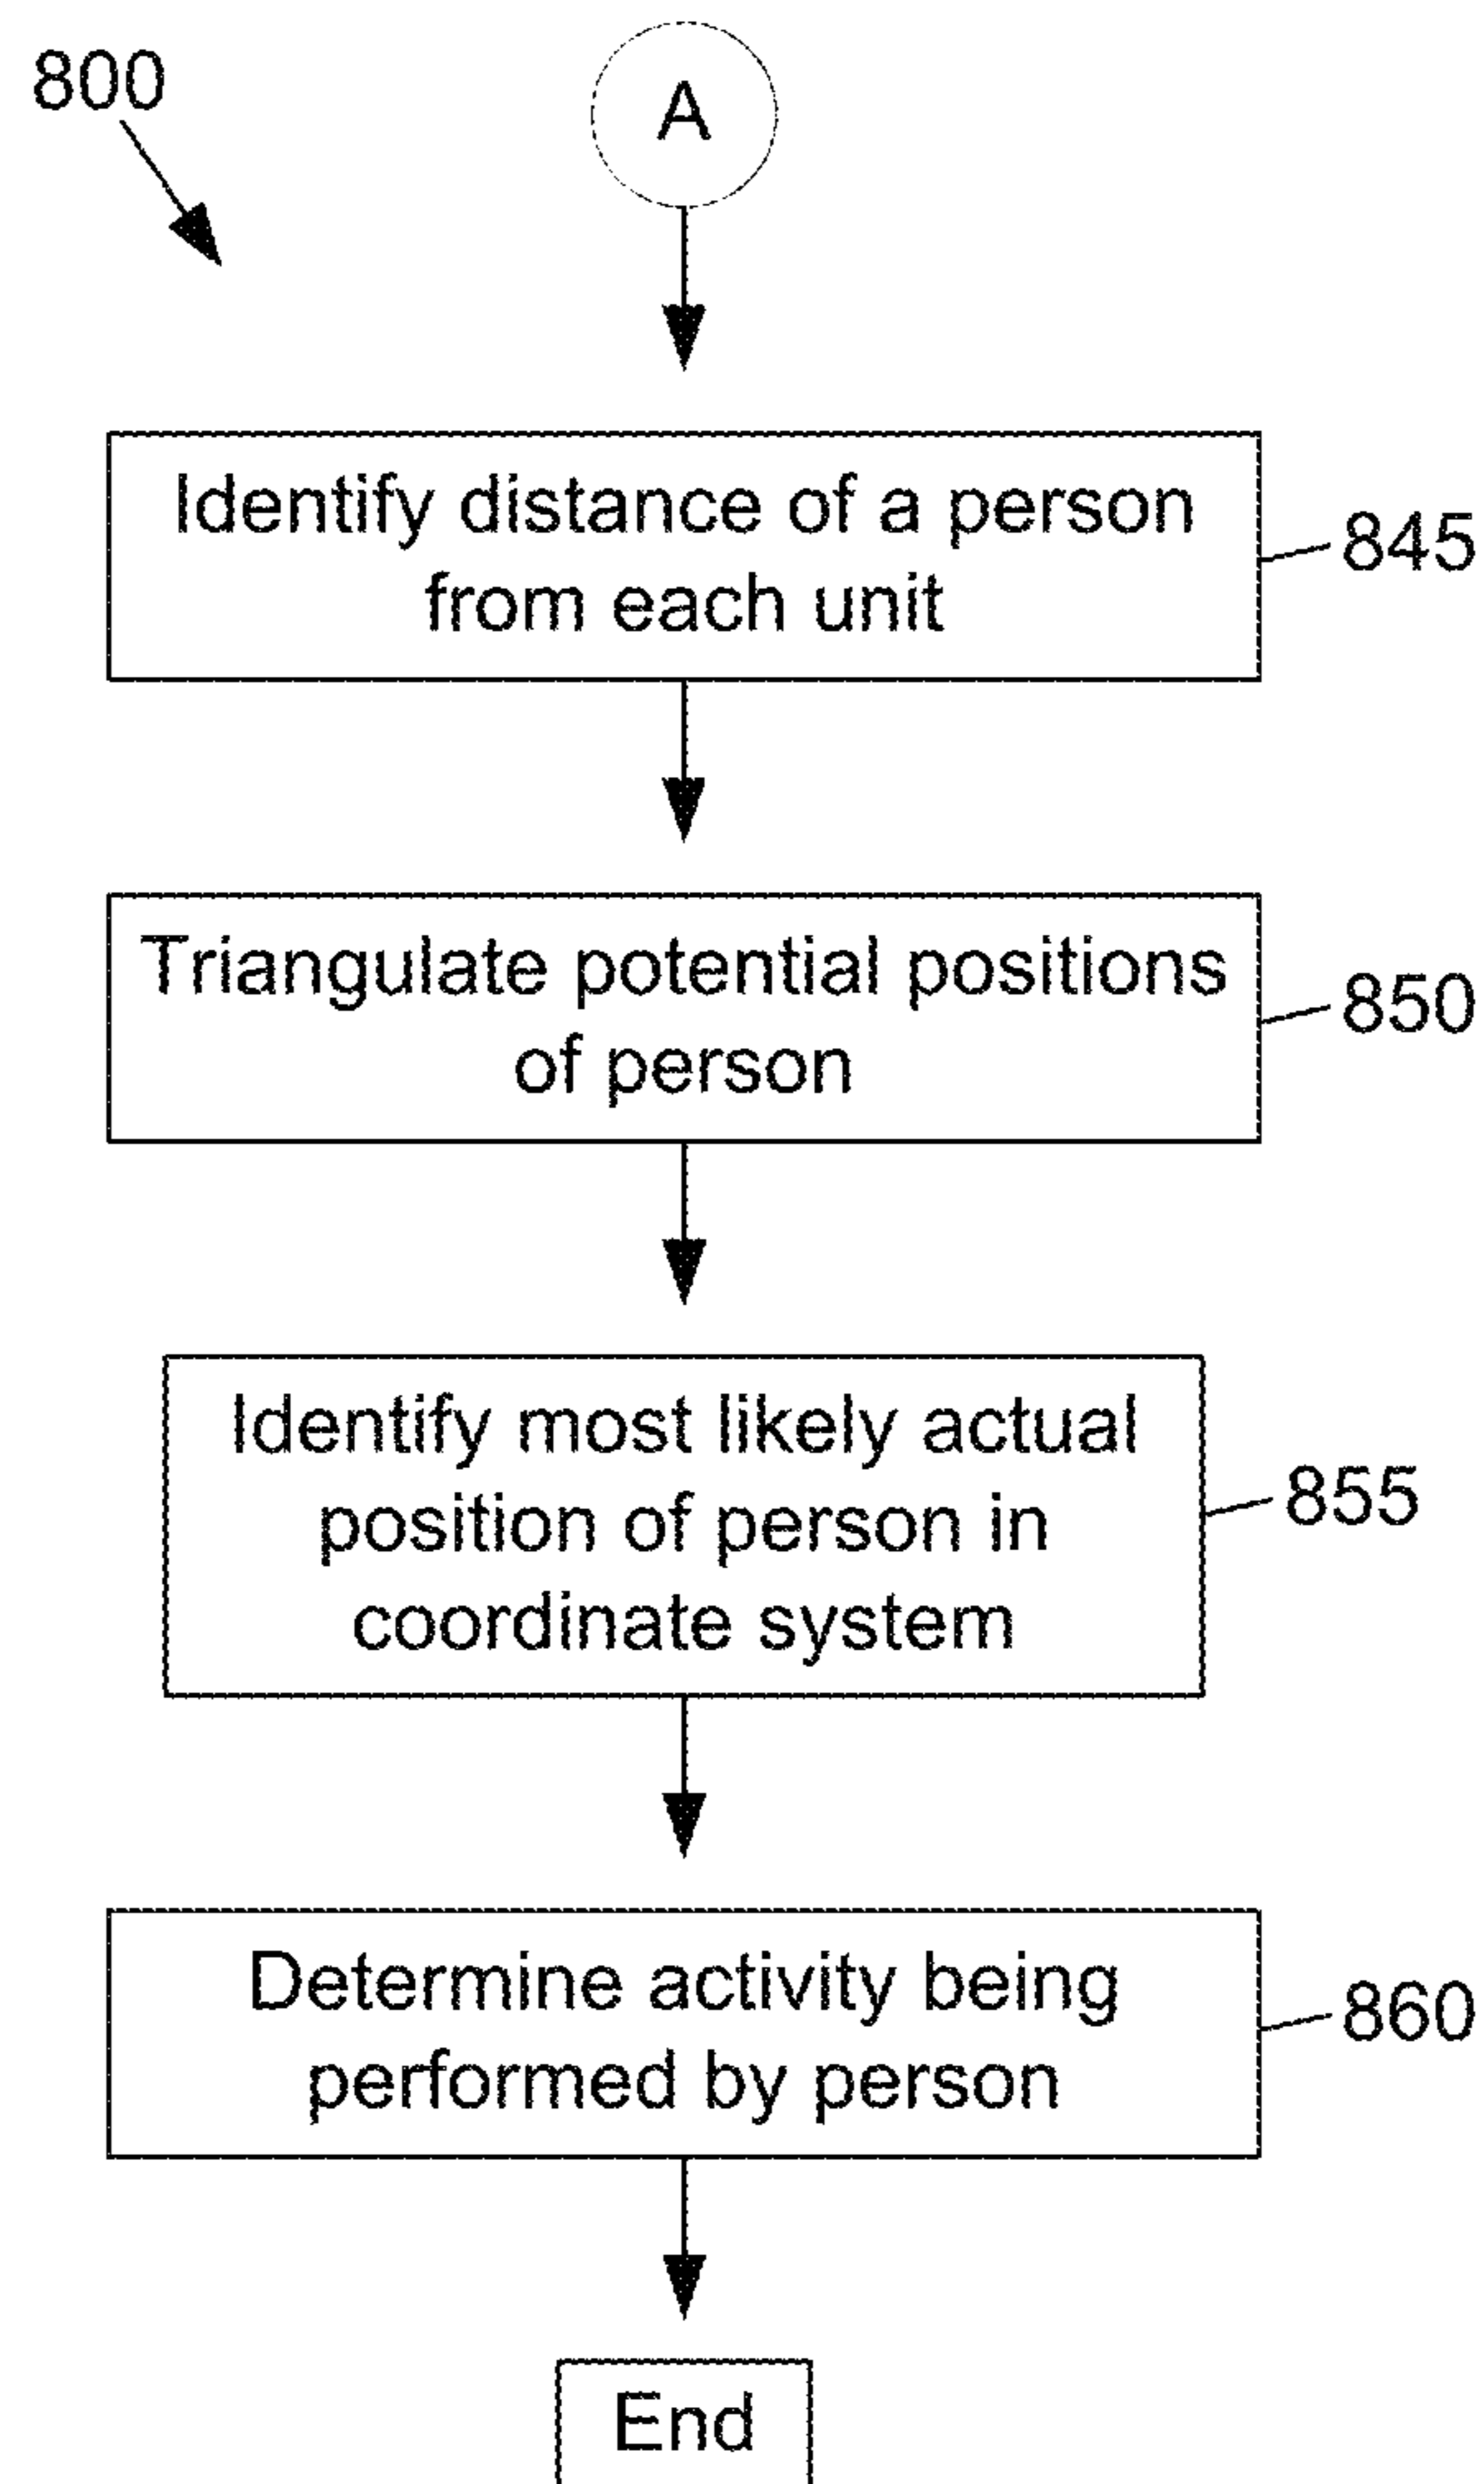 800
A
Identify distance of a person
from each unit
845
Triangulate potential positions
of person
850
Identify most likely actual
position of person in
coordinate system
855
Determine activity being
performed by person
860
End